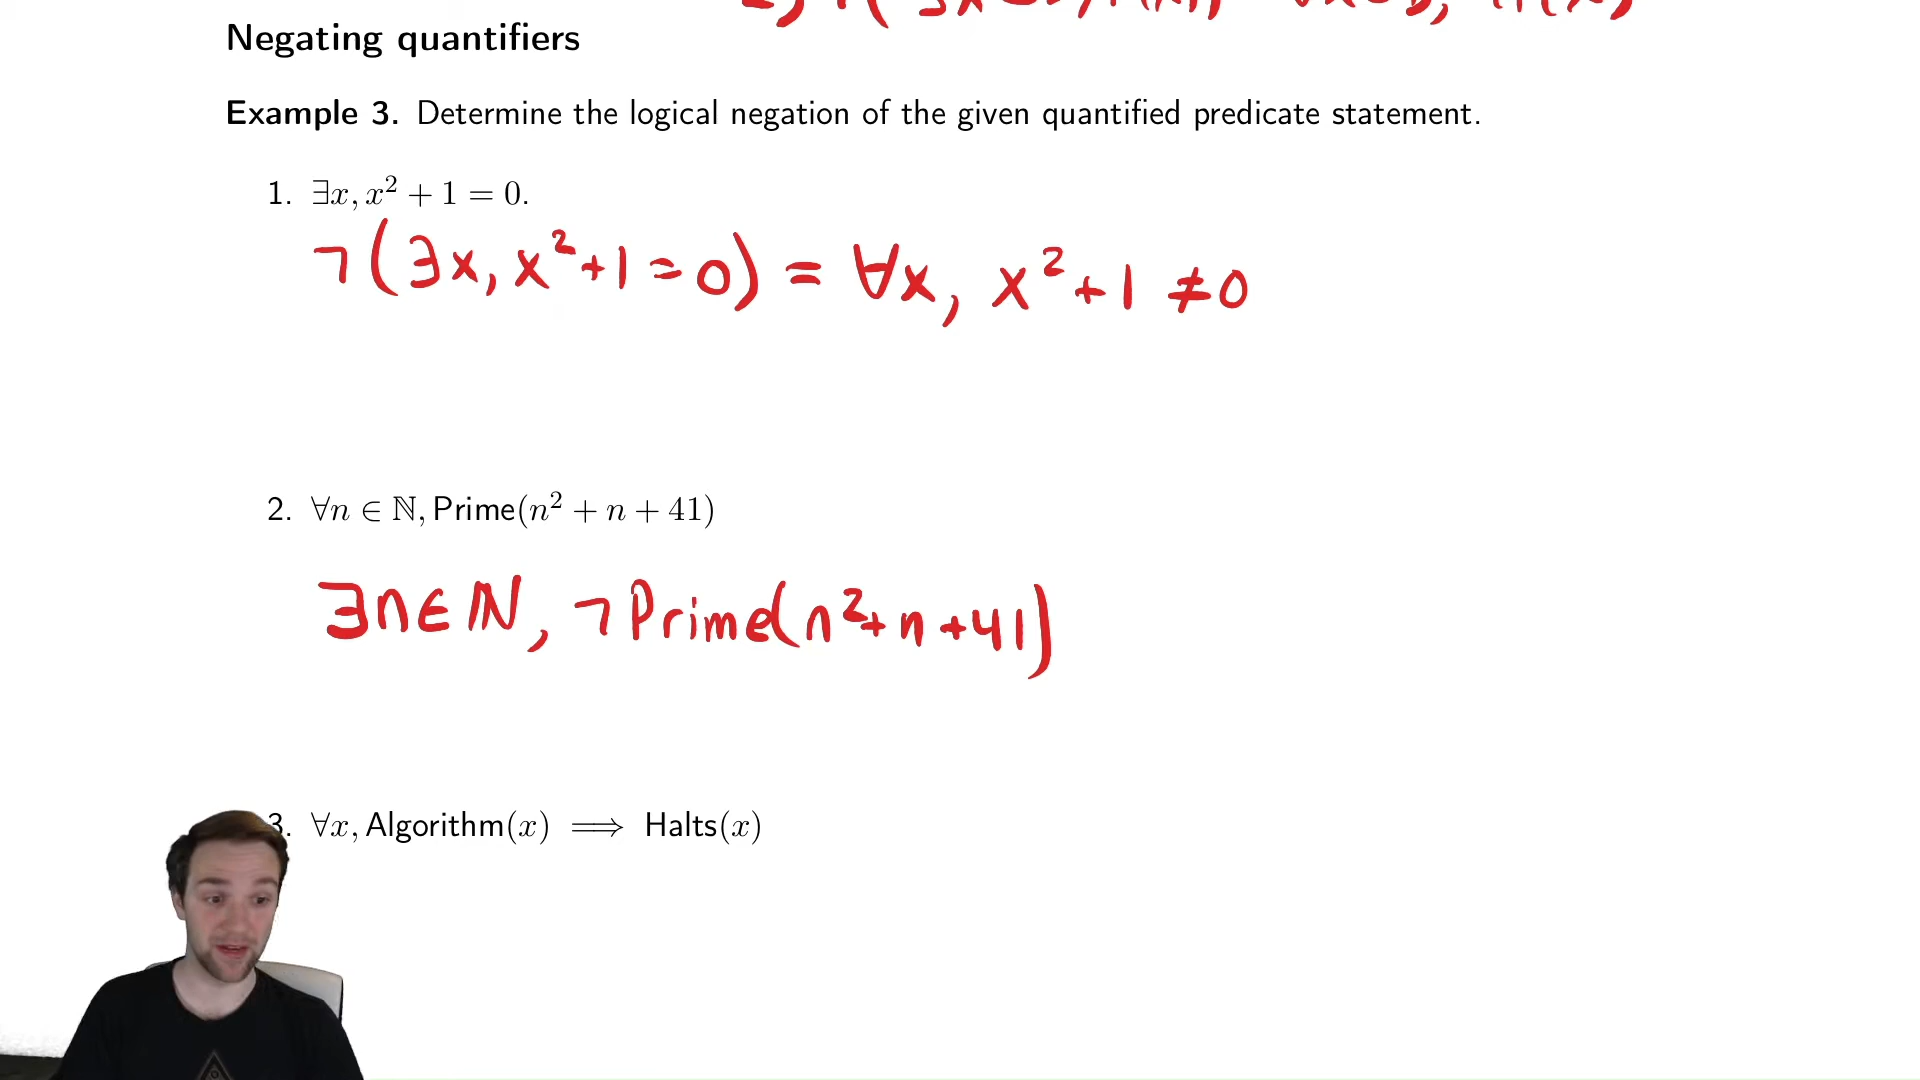 Negating quantifiers
Example 3. Determine the logical negation of the given quantified predicate statement.
1. ∃x, x² + 1 = 0.
¬(∃x, x²+1=0) = ∀x, x²+1 ≠0
2. ∀n ∈ ℕ, Prime(n² + n + 41)
∃n∈ℕ, ¬Prime(n²+n+41)
3. ∀x, Algorithm(x) ⟹ Halts(x)